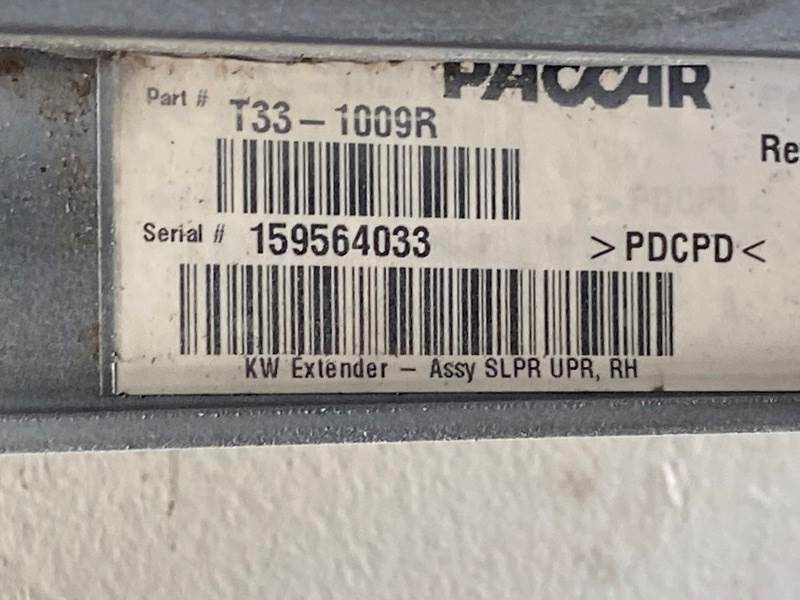 PACCAR
Part # T33-1009R
Re
Serial # 159564033 >PDCPD<
KW Extender - Assy SLPR UPR, RH